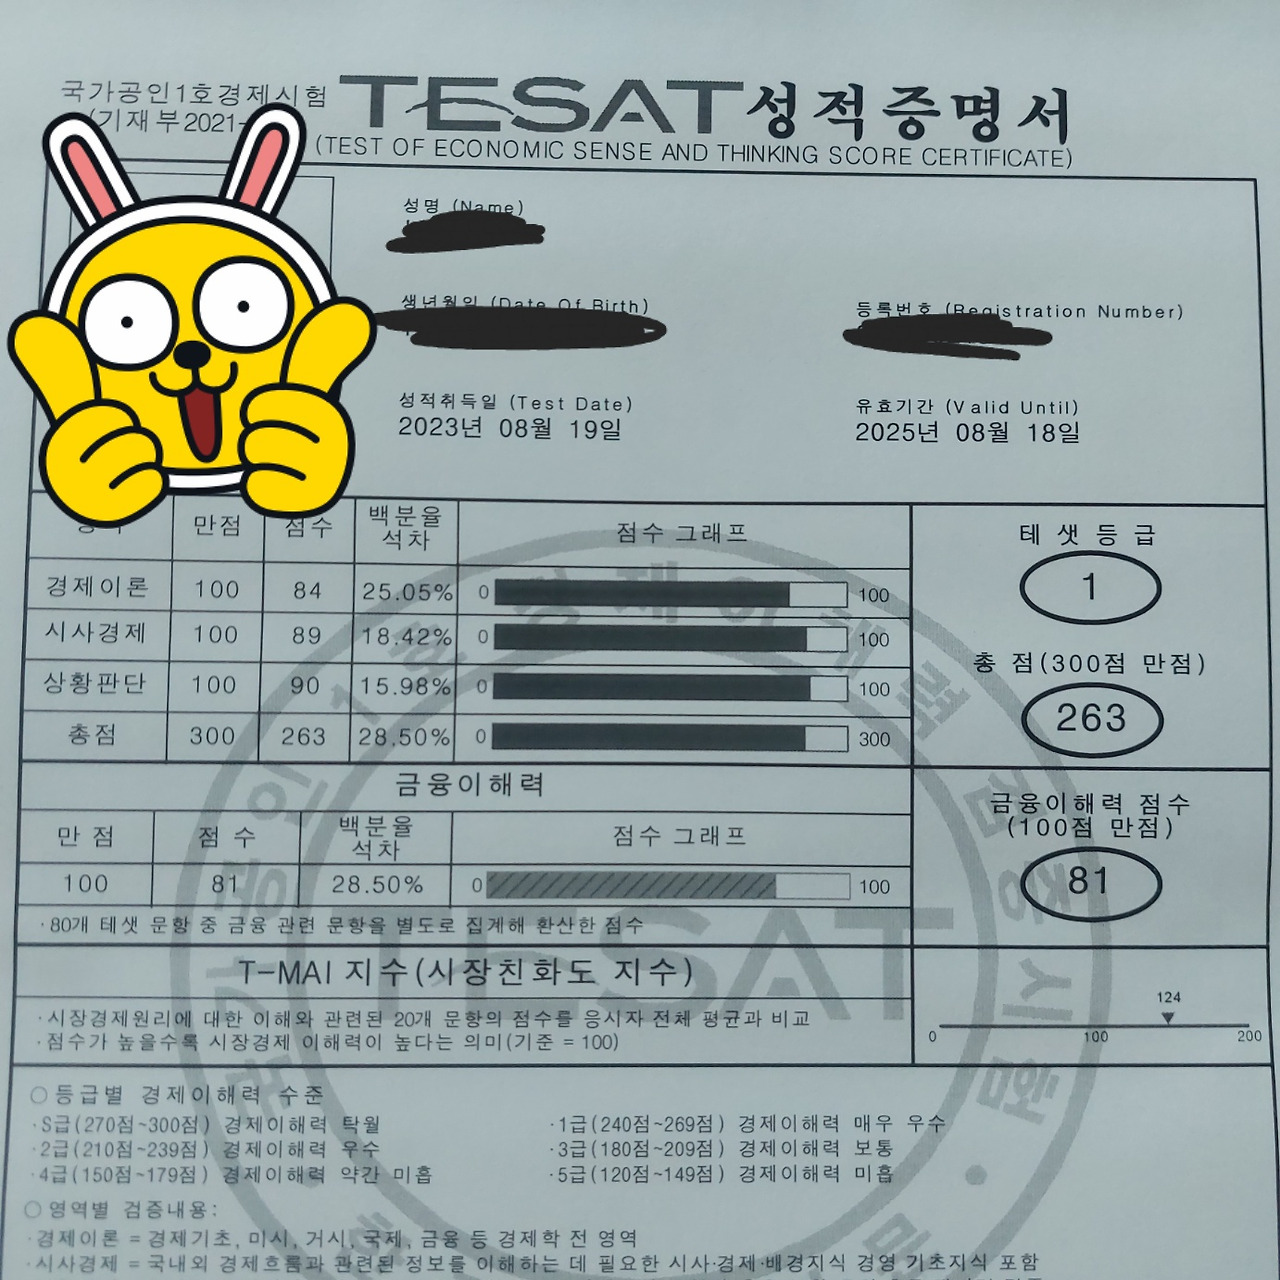 국가공인1호경제시험
(기재부2021-
TESAT성적증명서
(TEST OF ECONOMIC SENSE AND THINKING SCORE CERTIFICATE)
성명 (Name)
생년월일 (Date Of Birth)
등록번호 (Registration Number)
성적취득일 (Test Date)
2023년 08월 19일
유효기간 (Valid Until)
2025년 08월 18일
만점 점수 백분율 석차 점수 그래프
경제이론 100 84 25.05% 0 100
시사경제 100 89 18.42% 0 100
상황판단 100 90 15.98% 0 100
총점 300 263 28.50% 0 300
테샛등급
1
총 점(300점 만점)
263
금융이해력
만 점 점 수 백분율 석차 점수 그래프
100 81 28.50% 0 100
·80개 테샛 문항 중 금융 관련 문항을 별도로 집계해 환산한 점수
금융이해력 점수
(100점 만점)
81
T-MAI 지수(시장친화도 지수)
·시장경제원리에 대한 이해와 관련된 20개 문항의 점수를 응시자 전체 평균과 비교
·점수가 높을수록 시장경제 이해력이 높다는 의미(기준 = 100)
124
0 100 200
○등급별 경제이해력 수준
·S급(270점~300점) 경제이해력 탁월
·1급(240점~269점) 경제이해력 매우 우수
·2급(210점~239점) 경제이해력 우수
·3급(180점~209점) 경제이해력 보통
·4급(150점~179점) 경제이해력 약간 미흡
·5급(120점~149점) 경제이해력 미흡
○영역별 검증내용:
·경제이론 =경제기초, 미시, 거시, 국제, 금융 등 경제학 전 영역
·시사경제 =국내외 경제흐름과 관련된 정보를 이해하는 데 필요한 시사·경제·배경지식 경영 기초지식 포함
TESAT